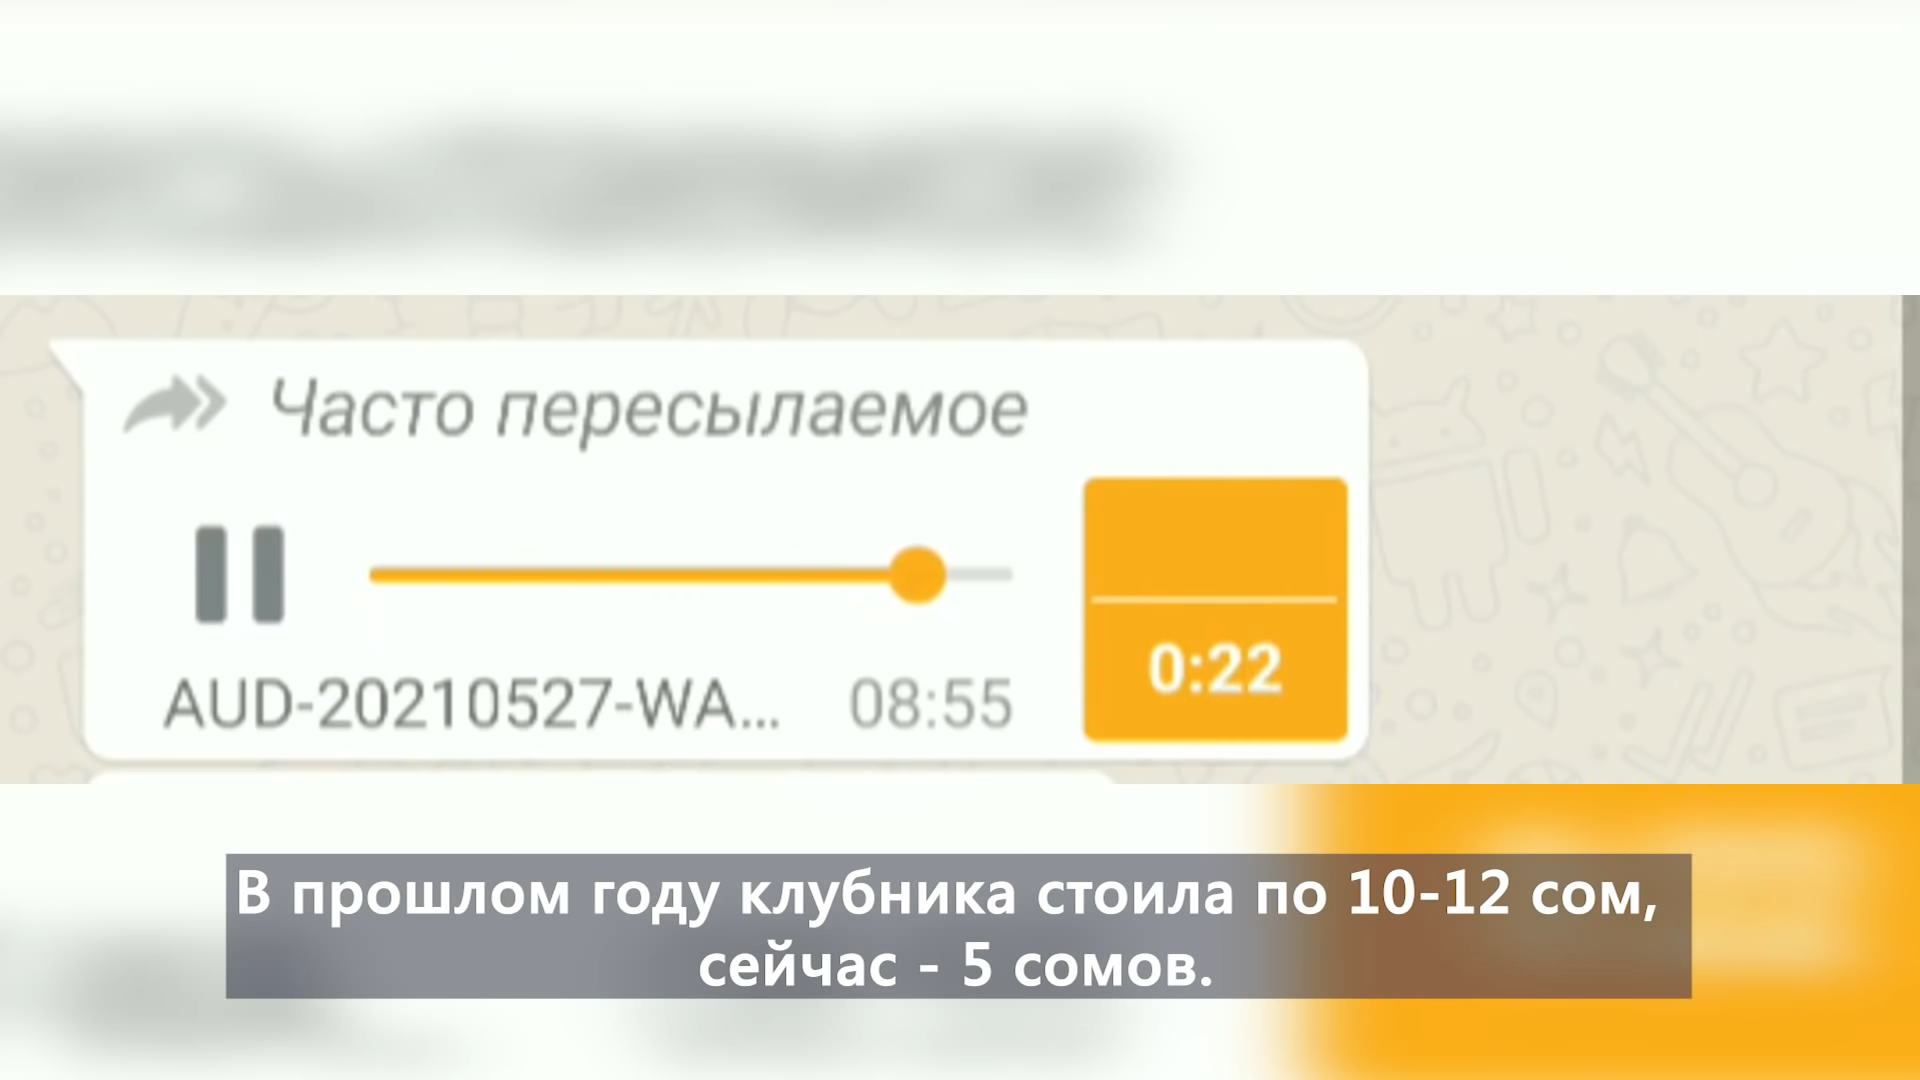 Часто пересылаемое
0:22
AUD-20210527-WA... 08:55
В прошлом году клубника стоила по 10-12 сом,
сейчас - 5 сомов.